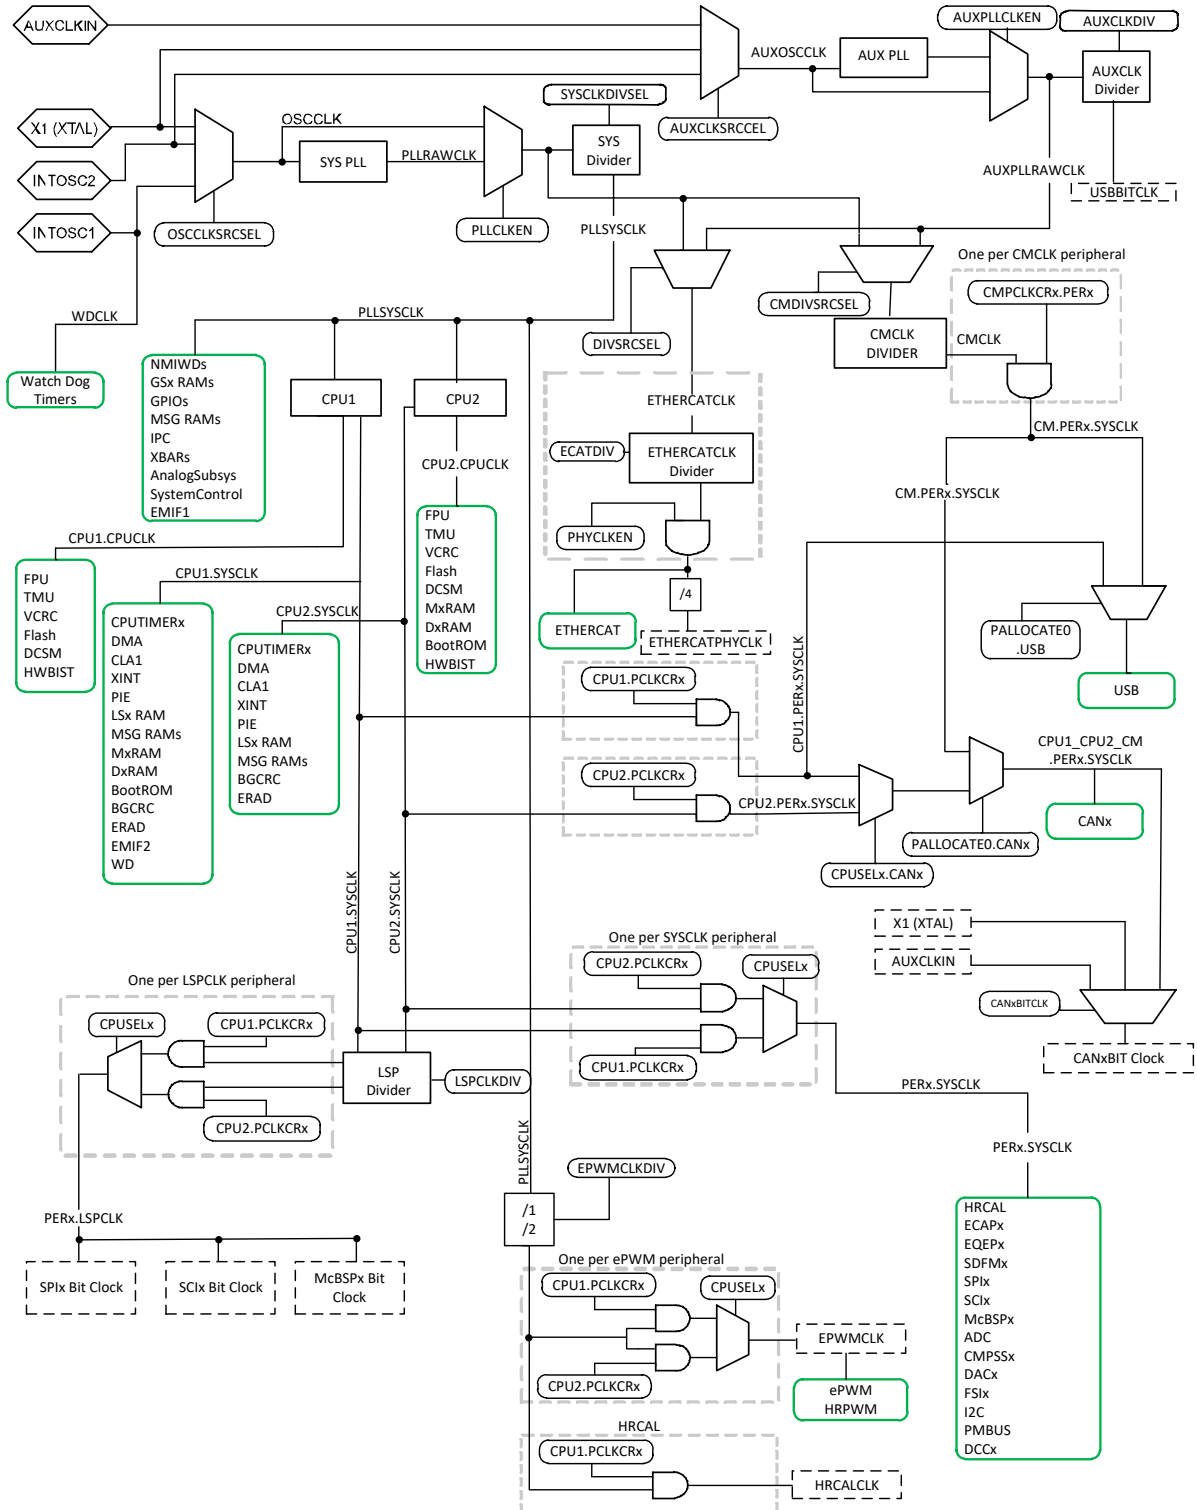 AUXCLKIN
AUXPLLCLKEN
AUXCLKDIV
AUXOSCCLK
AUX PLL
AUXCLK
Divider
SYSCLKDIVSEL
AUXCLKSRCCEL
X1 (XTAL)
OSCCLK
SYS
Divider
SYS PLL
PLLRAWCLK
INTOSC2
AUXPLLRAWCLK
USBBITCLK
INTOSC1
OSCCLKSRCSEL
PLLCLKEN
PLLSYSCLK
One per CMCLK peripheral
CMPCLKCRx.PERx
CMDIVSRCSEL
WDCLK
PLLSYSCLK
DIVSRCSEL
CMCLK
DIVIDER
CMCLK
Watch Dog
Timers
NMIWDs
GSx RAMs
GPIOs
MSG RAMs
IPC
XBARs
AnalogSubsys
SystemControl
EMIF1
CPU1
CPU2
ETHERCATCLK
CM.PERx.SYSCLK
ECATDIV
ETHERCATCLK
Divider
CPU2.CPUCLK
CM.PERx.SYSCLK
PHYCLKEN
CPU1.CPUCLK
FPU
TMU
VCRC
Flash
DCSM
MxRAM
DxRAM
BootROM
HWBIST
FPU
TMU
VCRC
Flash
DCSM
HWBIST
CPU1.SYSCLK
/4
CPU2.SYSCLK
ETHERCAT
ETHERCATPHYCLK
PALLOCATE0
.USB
USB
CPUTIMERx
DMA
CLA1
XINT
PIE
LSx RAM
MSG RAMs
MxRAM
DxRAM
BootROM
BGCRC
ERAD
EMIF2
WD
CPUTIMERx
DMA
CLA1
XINT
PIE
LSx RAM
MSG RAMs
BGCRC
ERAD
CPU1.PCLKCRx
CPU1.PERx.SYSCLK
CPU2.PCLKCRx
CPU2.PERx.SYSCLK
CPU1_CPU2_CM
.PERx.SYSCLK
CANx
PALLOCATE0.CANx
CPUSELx.CANx
CPU1.SYSCLK
CPU2.SYSCLK
X1 (XTAL)
AUXCLKIN
CANxBITCLK
CANxBIT Clock
One per SYSCLK peripheral
CPU2.PCLKCRx
CPUSELx
CPU1.PCLKCRx
One per LSPCLK peripheral
CPUSELx
CPU1.PCLKCRx
LSP
Divider
LSPCLKDIV
CPU2.PCLKCRx
PERx.SYSCLK
PLLSYSCLK
PERx.SYSCLK
EPWMCLKDIV
/1
/2
PERx.LSPCLK
SPIx Bit Clock
SCIx Bit Clock
McBSPx Bit
Clock
HRCAL
ECAPx
EQEPx
SDFMx
SPIx
SCIx
McBSPx
ADC
CMPSSx
DACx
FSIx
I2C
PMBUS
DCCx
One per ePWM peripheral
CPU1.PCLKCRx
CPUSELx
EPWMCLK
CPU2.PCLKCRx
ePWM
HRPWM
HRCAL
CPU1.PCLKCRx
HRCALCLK